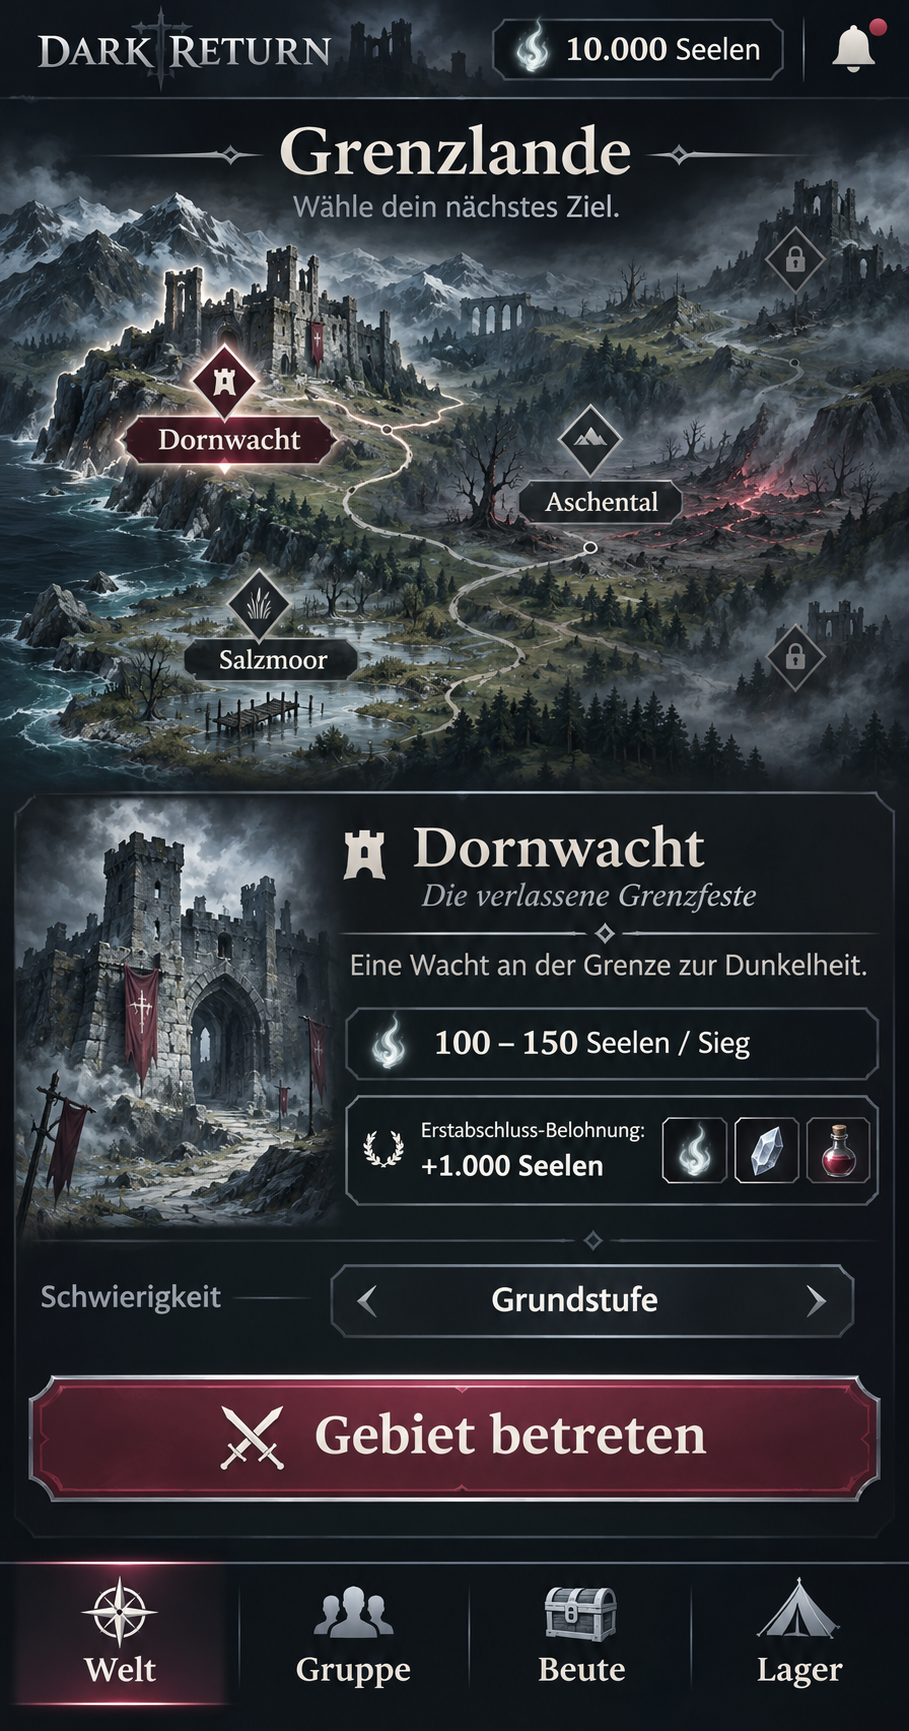 DARK RETURN
10.000 Seelen
Grenzlande
Wähle dein nächstes Ziel.
Dornwacht
Aschental
Salzmoor
Dornwacht
Die verlassene Grenzfeste
Eine Wacht an der Grenze zur Dunkelheit.
100 – 150 Seelen / Sieg
Erstabschluss-Belohnung:
+1.000 Seelen
Schwierigkeit
Grundstufe
Gebiet betreten
Welt
Gruppe
Beute
Lager